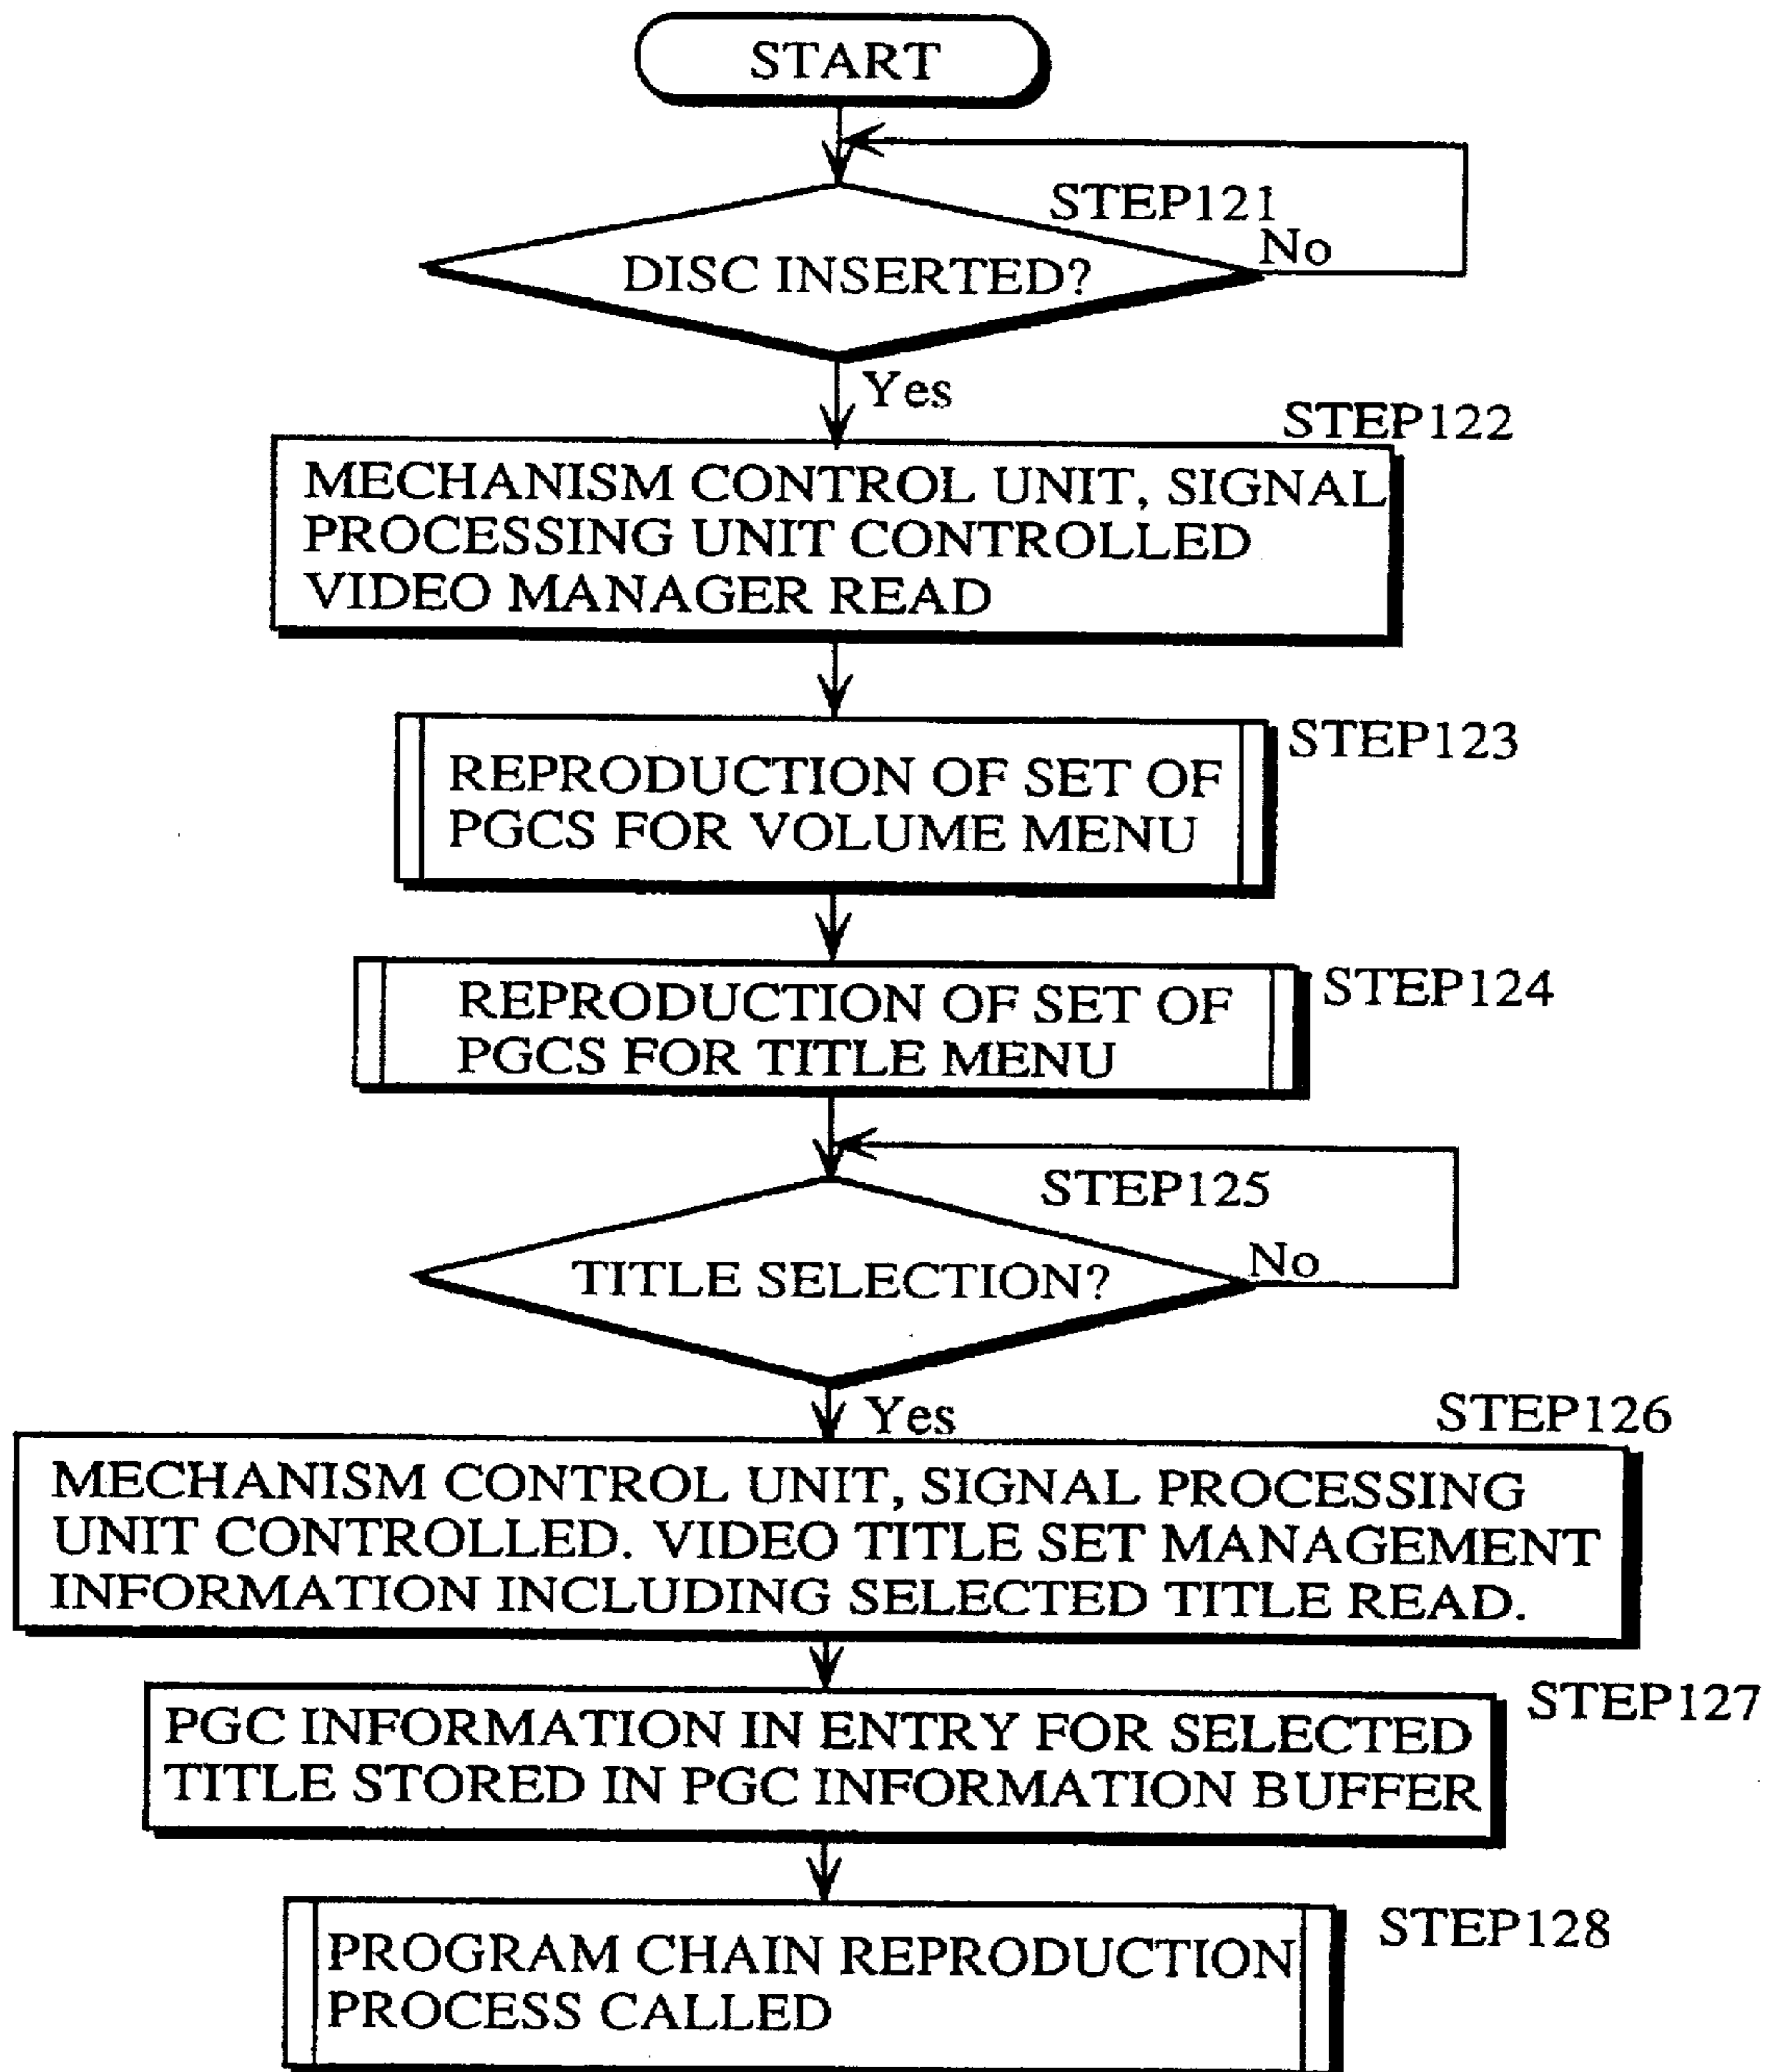 START
STEP121
No
DISC INSERTED?
Yes
STEP122
MECHANISM CONTROL UNIT, SIGNAL
PROCESSING UNIT CONTROLLED
VIDEO MANAGER READ
STEP123
REPRODUCTION OF SET OF
PGCS FOR VOLUME MENU
STEP124
REPRODUCTION OF SET OF
PGCS FOR TITLE MENU
STEP125
No
TITLE SELECTION?
Yes
STEP126
MECHANISM CONTROL UNIT, SIGNAL PROCESSING
UNIT CONTROLLED. VIDEO TITLE SET MANAGEMENT
INFORMATION INCLUDING SELECTED TITLE READ.
STEP127
PGC INFORMATION IN ENTRY FOR SELECTED
TITLE STORED IN PGC INFORMATION BUFFER
STEP128
PROGRAM CHAIN REPRODUCTION
PROCESS CALLED